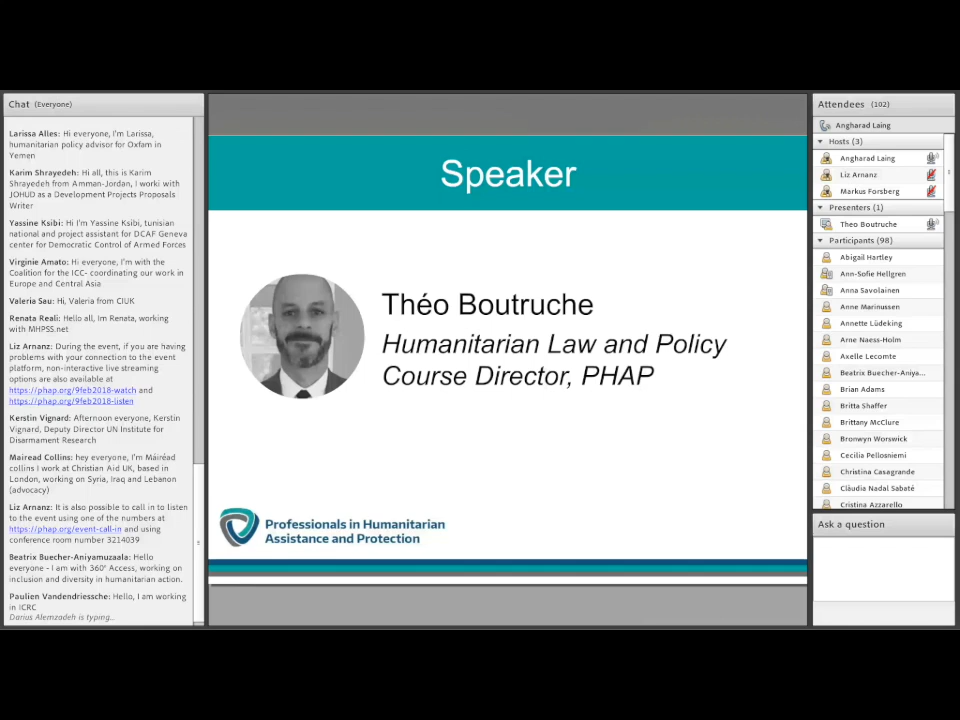 Chat (Everyone)
Larissa Alles: Hi everyone, I'm Larissa,
humanitarian policy advisor for Oxfam in
Yemen
Karim Shrayedeh: Hi all, this is Karim
Shrayedeh from Amman-Jordan, I worki with
JOHUD as a Development Projects Proposals
Writer
Yassine Ksibi: Hi I'm Yassine Ksibi, tunisian
national and project assistant for DCAF Geneva
center for Democratic Control of Armed Forces
Virginie Amato: Hi everyone, I'm with the
Coalition for the ICC- coordinating our work in
Europe and Central Asia
Valeria Sau: Hi, Valeria from CIUK
Renata Reali: Hello all, Im Renata, working
with MHPSS.net
Liz Arnanz: During the event, if you are having
problems with your connection to the event
platform, non-interactive live streaming
options are also available at
https://phap.org/9feb2018-watch and
https://phap.org/9feb2018-listen
Kerstin Vignard: Afternoon everyone, Kerstin
Vignard, Deputy Director UN Institute for
Disarmament Research
Mairead Collins: hey everyone, I'm Máiréad
collins I work at Christian Aid UK, based in
London, working on Syria, Iraq and Lebanon
(advocacy)
Liz Arnanz: It is also possible to call in to listen
to the event using one of the numbers at
https://phap.org/event-call-in and using
conference room number 3214039
Beatrix Buecher-Aniyamuzaala: Hello
everyone - I am with 360° Access, working on
inclusion and diversity in humanitarian action.
Paulien Vandendriessche: Hello, I am working
in ICRC
Darius Alemzadeh is typing...
Speaker
Théo Boutruche
Humanitarian Law and Policy
Course Director, PHAP
Professionals in Humanitarian
Assistance and Protection
Attendees (102)
Angharad Laing
Hosts (3)
Angharad Laing
Liz Arnanz
Markus Forsberg
Presenters (1)
Theo Boutruche
Participants (98)
Abigail Hartley
Ann-Sofie Hellgren
Anna Savolainen
Anne Marinussen
Annette Lüdeking
Arne Naess-Holm
Axelle Lecomte
Beatrix Buecher-Aniya...
Brian Adams
Britta Shaffer
Brittany McClure
Bronwyn Worswick
Cecilia Pellosniemi
Christina Casagrande
Clàudia Nadal Sabaté
Cristina Azzarello
Ask a question